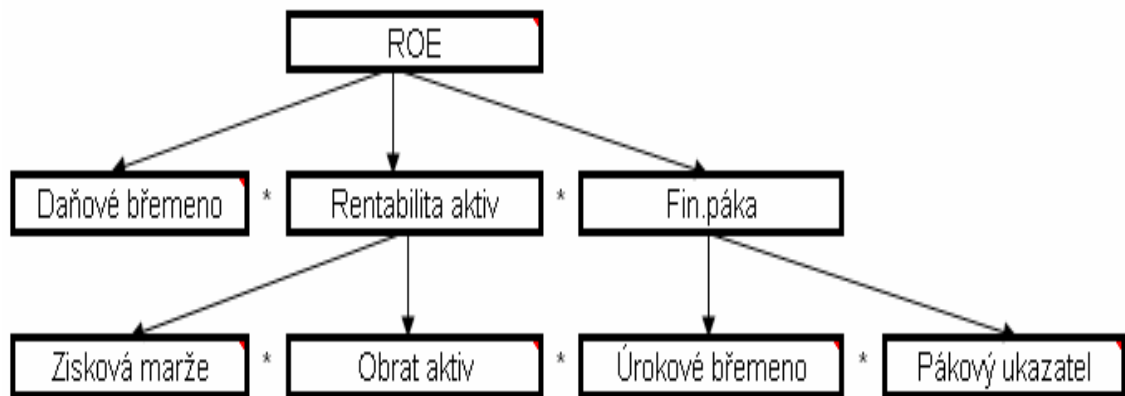 ROE
Daňové břemeno * Rentabilita aktiv * Fin.páka
Zisková marže * Obrat aktiv * Úrokové břemeno * Pákový ukazatel